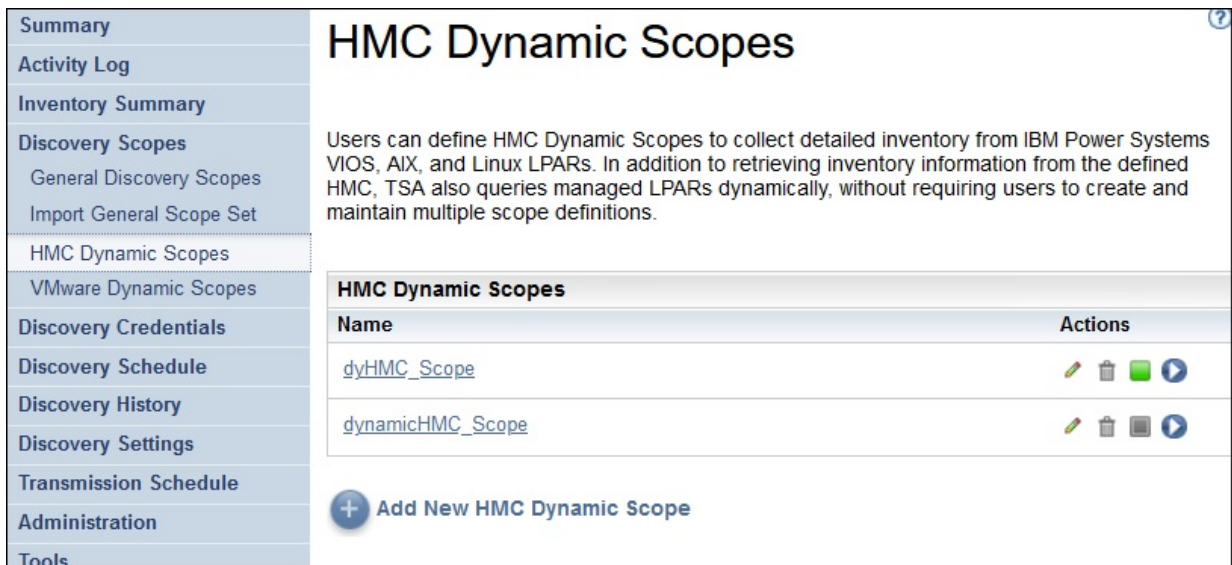 Summary
Activity Log
Inventory Summary
Discovery Scopes
General Discovery Scopes
Import General Scope Set
HMC Dynamic Scopes
VMware Dynamic Scopes
Discovery Credentials
Discovery Schedule
Discovery History
Discovery Settings
Transmission Schedule
Administration
Tools
?
HMC Dynamic Scopes
Users can define HMC Dynamic Scopes to collect detailed inventory from IBM Power Systems
VIOS, AIX, and Linux LPARs. In addition to retrieving inventory information from the defined
HMC, TSA also queries managed LPARs dynamically, without requiring users to create and
maintain multiple scope definitions.
HMC Dynamic Scopes
Name Actions
dyHMC_Scope
dynamicHMC_Scope
Add New HMC Dynamic Scope